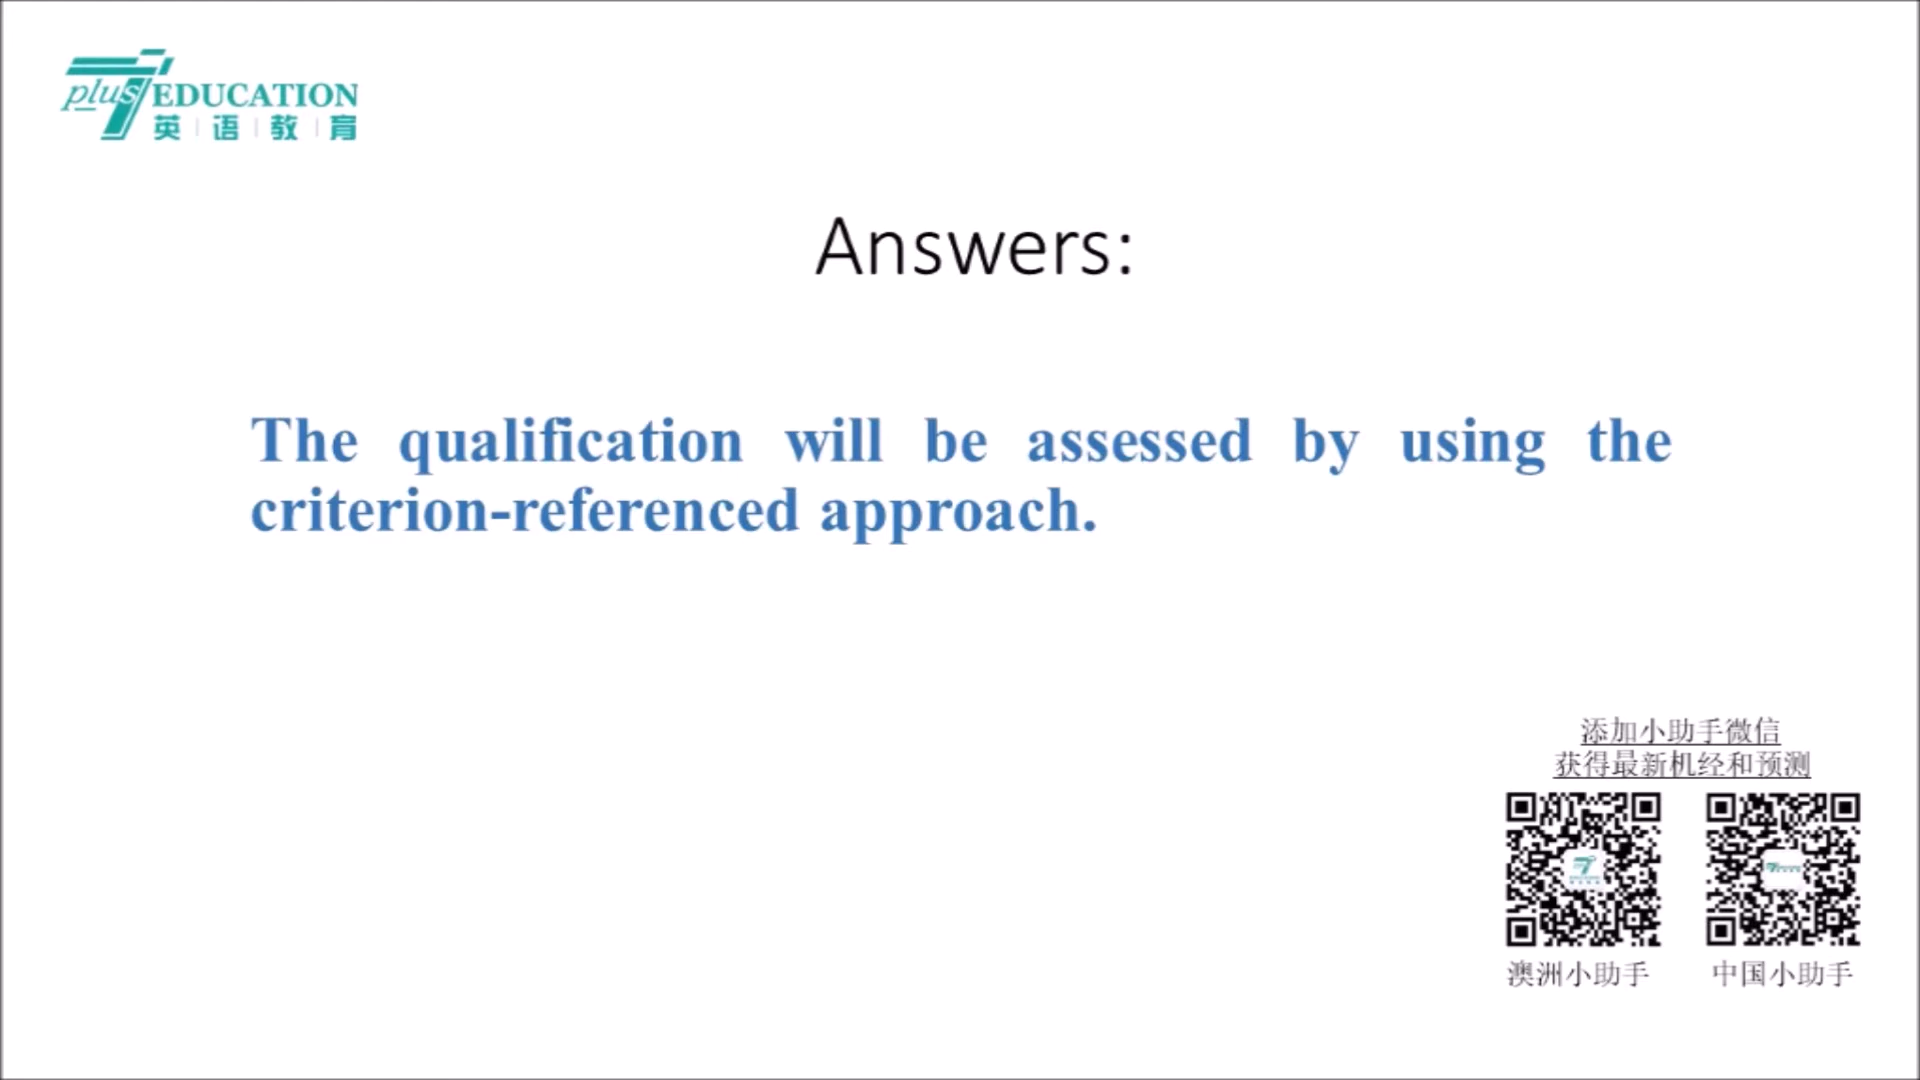 plus 7 EDUCATION
英语教育
Answers:
The qualification will be assessed by using the
criterion-referenced approach.
添加小助手微信
获得最新机经和预测
澳洲小助手
中国小助手